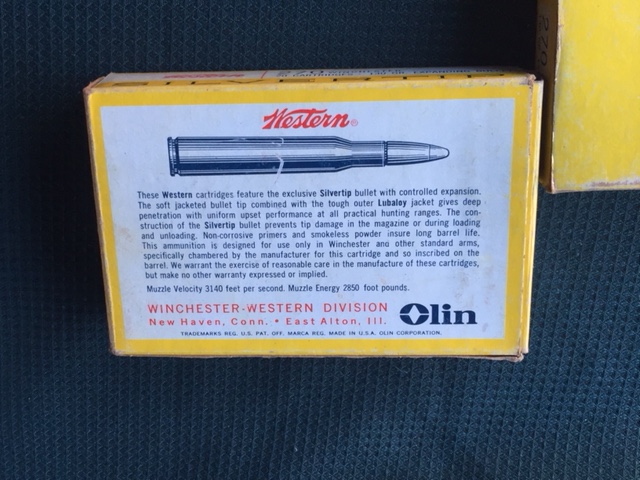 270
Western®
These Western cartridges feature the exclusive Silvertip bullet with controlled expansion.
The soft jacketed bullet tip combined with the tough outer Lubaloy jacket gives deep
penetration with uniform upset performance at all practical hunting ranges. The con-
struction of the Silvertip bullet prevents tip damage in the magazine or during loading
and unloading. Non-corrosive primers and smokeless powder insure long barrel life.
This ammunition is designed for use only in Winchester and other standard arms,
specifically chambered by the manufacturer for this cartridge and so inscribed on the
barrel. We warrant the exercise of reasonable care in the manufacture of these cartridges,
but make no other warranty expressed or implied.
Muzzle Velocity 3140 feet per second. Muzzle Energy 2850 foot pounds.
WINCHESTER-WESTERN DIVISION
New Haven, Conn. • East Alton, Ill.
Olin
TRADEMARKS REG. U.S. PAT. OFF. MARCA REG. MADE IN U.S.A. OLIN CORPORATION.